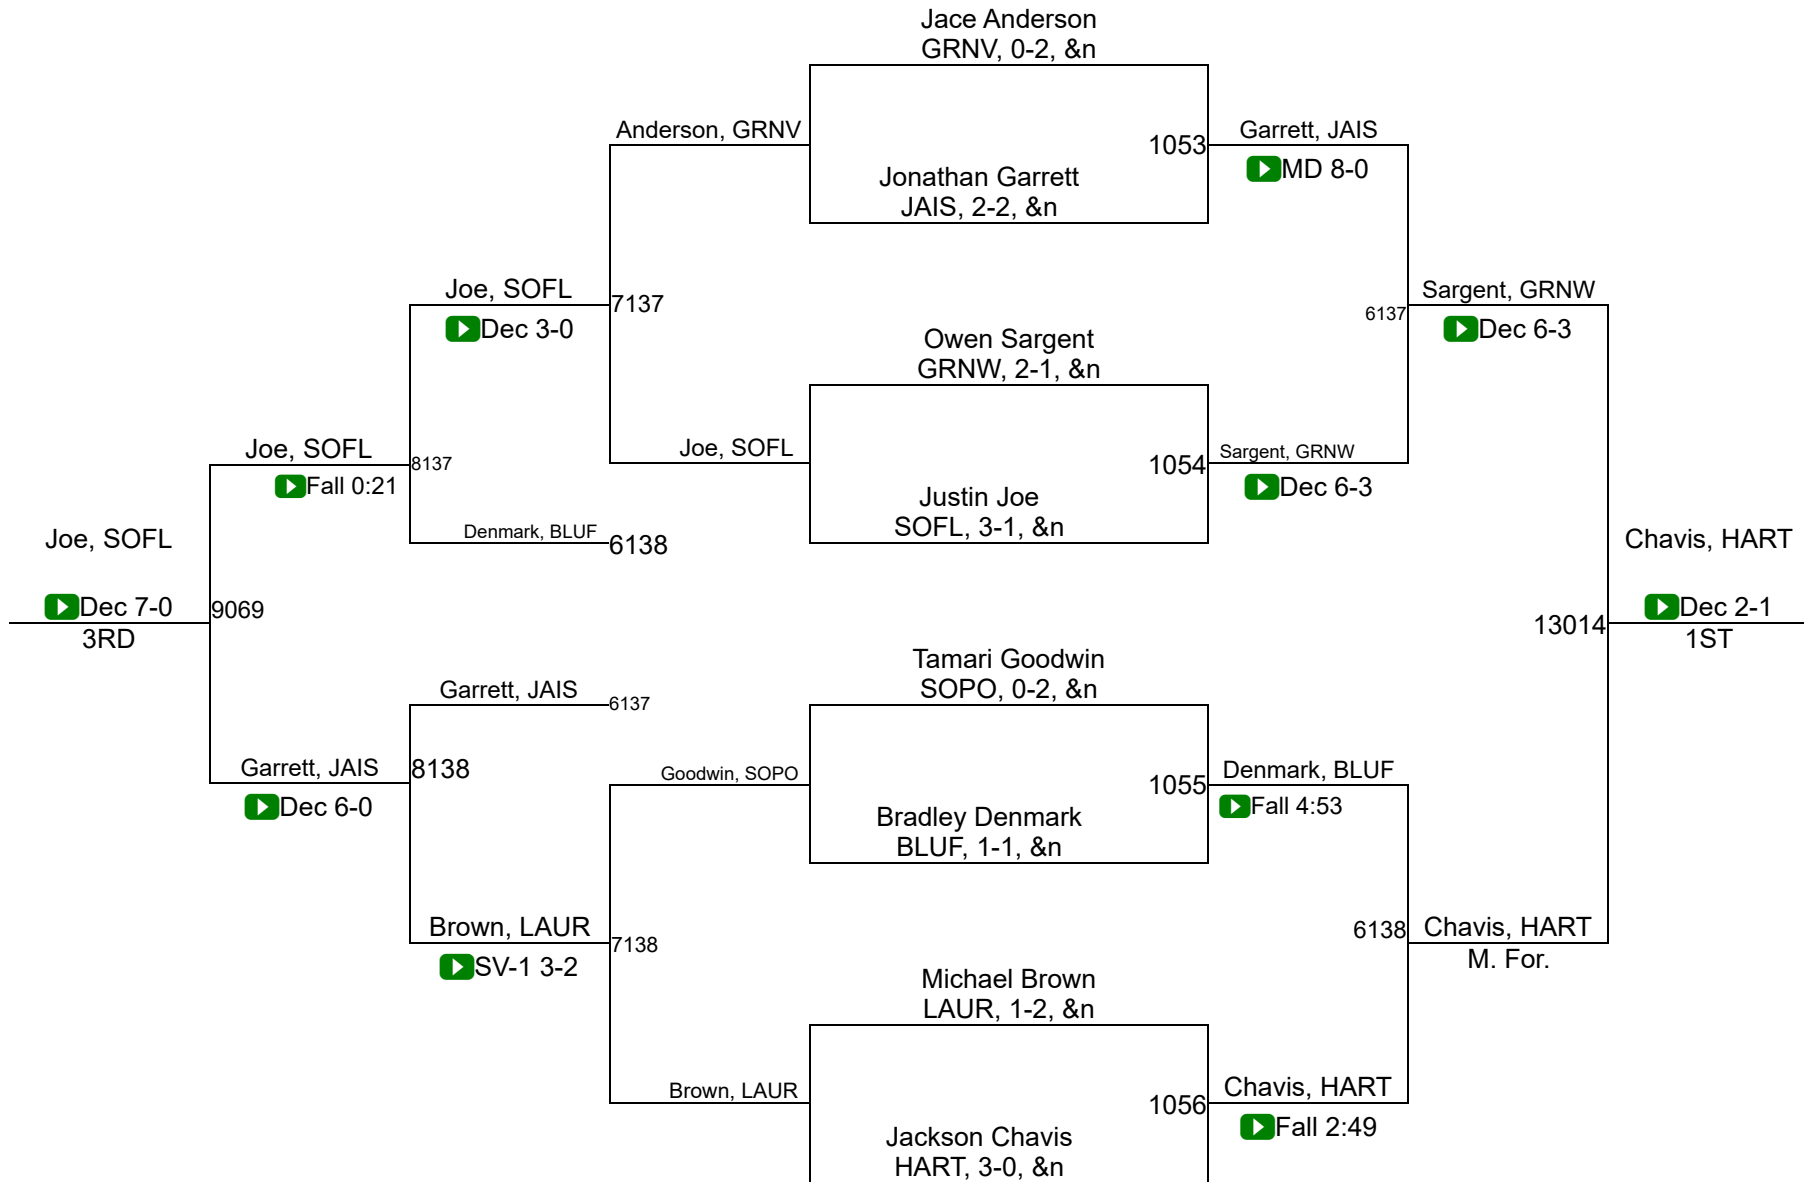 Jace Anderson
GRNV, 0-2, &n
Anderson, GRNV
1053
Garrett, JAIS
MD 8-0
Jonathan Garrett
JAIS, 2-2, &n
Joe, SOFL
Dec 3-0
7137
6137
Sargent, GRNW
Dec 6-3
Owen Sargent
GRNW, 2-1, &n
Joe, SOFL
Fall 0:21
8137
Joe, SOFL
1054
Sargent, GRNW
Dec 6-3
Justin Joe
SOFL, 3-1, &n
Denmark, BLUF
6138
Joe, SOFL
Dec 7-0
3RD
9069
Chavis, HART
13014
Dec 2-1
1ST
Tamari Goodwin
SOPO, 0-2, &n
Garrett, JAIS
6137
Garrett, JAIS
Dec 6-0
8138
Goodwin, SOPO
1055
Denmark, BLUF
Fall 4:53
Bradley Denmark
BLUF, 1-1, &n
Brown, LAUR
SV-1 3-2
7138
6138
Chavis, HART
M. For.
Michael Brown
LAUR, 1-2, &n
Brown, LAUR
1056
Chavis, HART
Fall 2:49
Jackson Chavis
HART, 3-0, &n